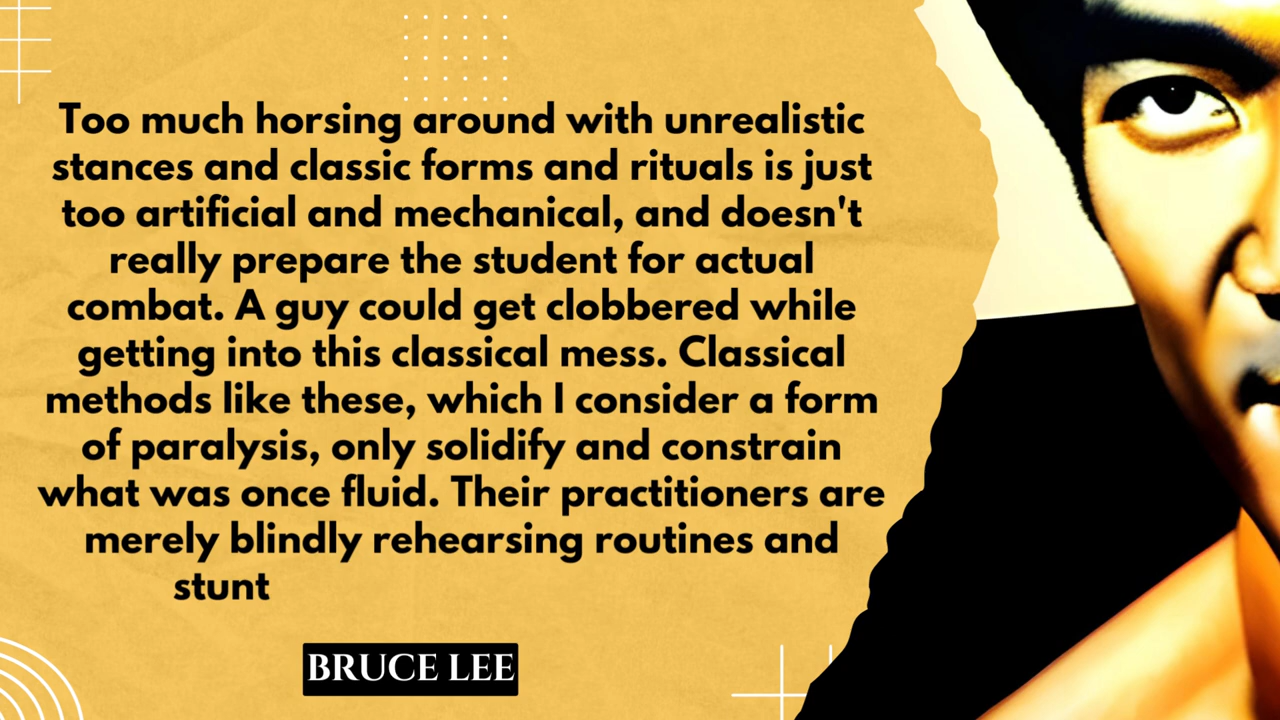 Too much horsing around with unrealistic
stances and classic forms and rituals is just
too artificial and mechanical, and doesn't
really prepare the student for actual
combat. A guy could get clobbered while
getting into this classical mess. Classical
methods like these, which I consider a form
of paralysis, only solidify and constrain
what was once fluid. Their practitioners are
merely blindly rehearsing routines and
stunt
BRUCE LEE